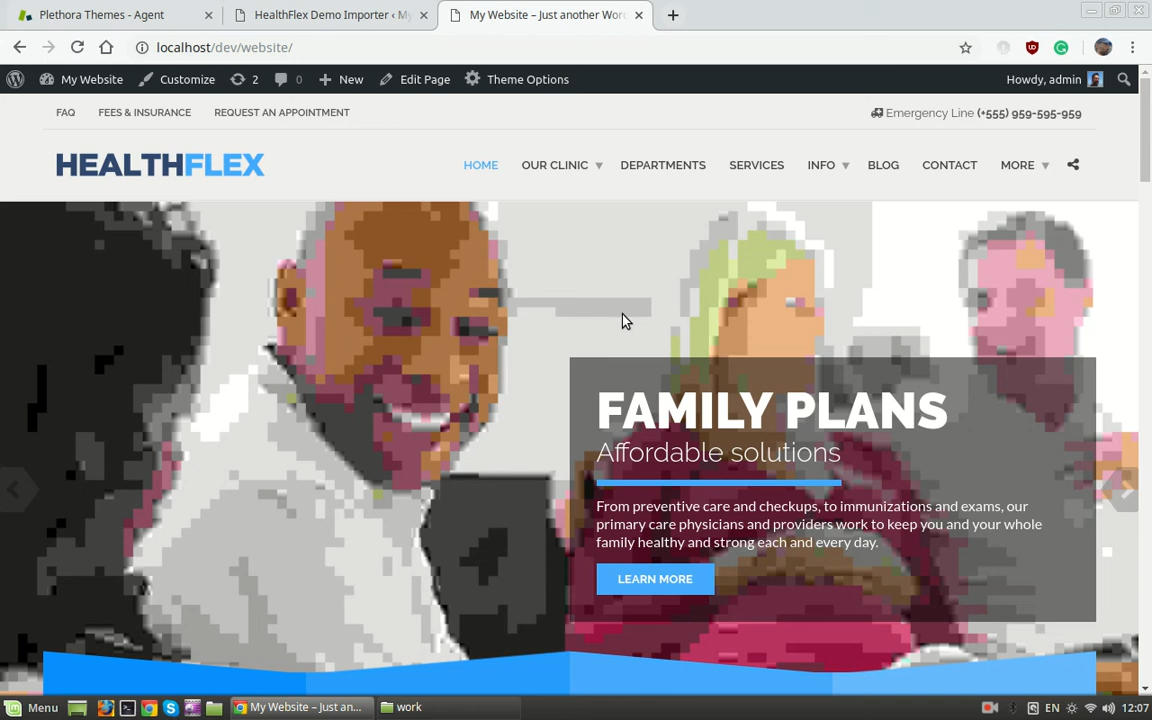 Plethora Themes - Agent
HealthFlex Demo Importer ‹ My
My Website – Just another Wor
localhost/dev/website/
My Website
Customize
2
0
New
Edit Page
Theme Options
Howdy, admin
FAQ
FEES & INSURANCE
REQUEST AN APPOINTMENT
Emergency Line (+555) 959-595-959
HEALTHFLEX
HOME
OUR CLINIC
DEPARTMENTS
SERVICES
INFO
BLOG
CONTACT
MORE
FAMILY PLANS
Affordable solutions
From preventive care and checkups, to immunizations and exams, our
primary care physicians and providers work to keep you and your whole
family healthy and strong each and every day.
LEARN MORE
Menu
My Website – Just an...
work
EN
12:07